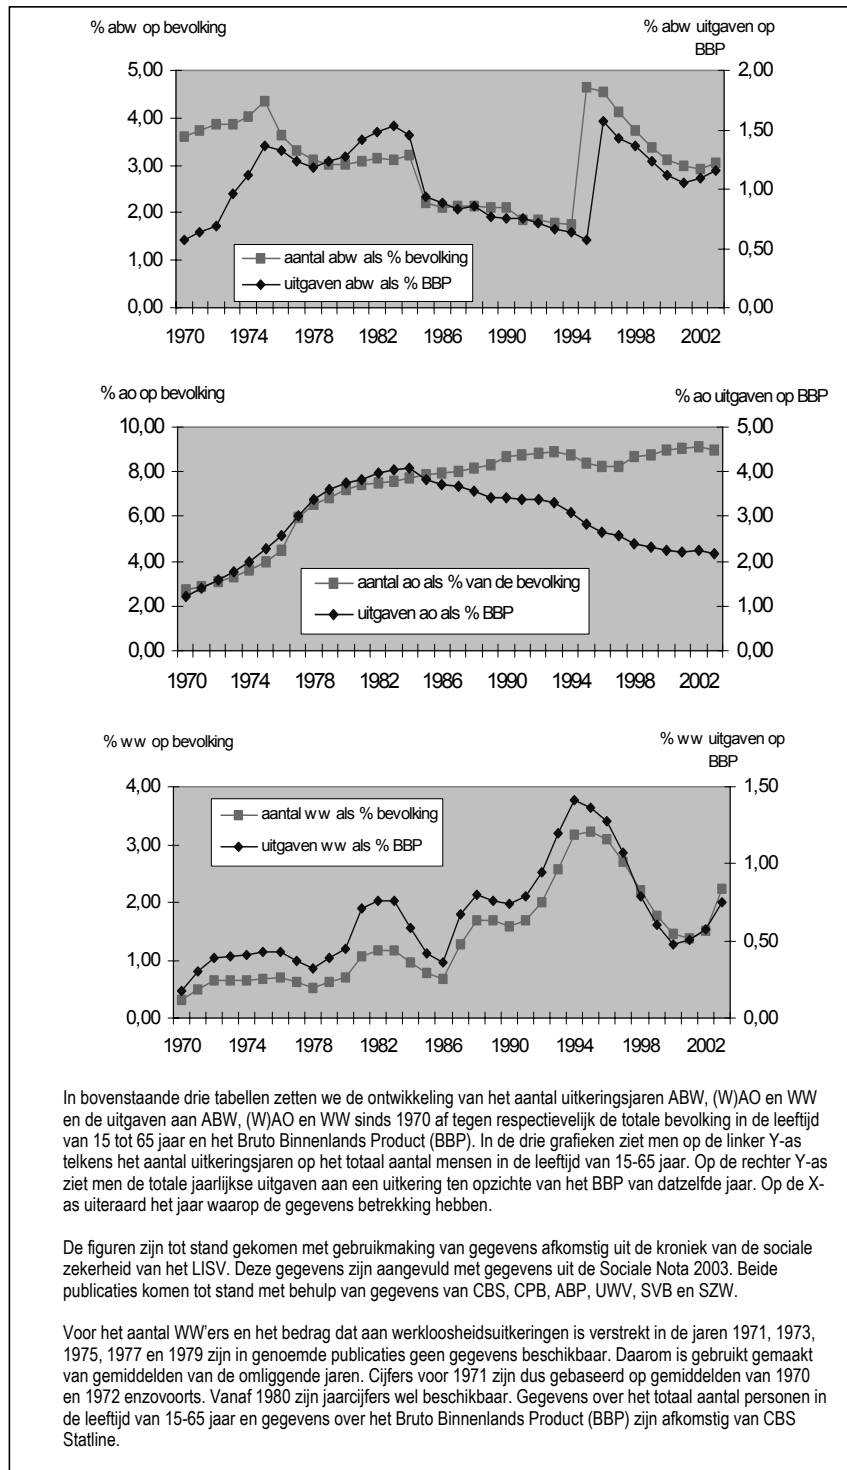 % abw op bevolking
% abw uitgaven op
BBP
5,00
4,00
3,00
2,00
1,00
0,00
2,00
1,50
1,00
0,50
0,00
aantal abw als % bevolking
uitgaven abw als % BBP
1970 1974 1978 1982 1986 1990 1994 1998 2002
% ao op bevolking
% ao uitgaven op BBP
10,00
8,00
6,00
4,00
2,00
0,00
5,00
4,00
3,00
2,00
1,00
0,00
aantal ao als % van de bevolking
uitgaven ao als % BBP
1970 1974 1978 1982 1986 1990 1994 1998 2002
% ww op bevolking
% ww uitgaven op
BBP
4,00
3,00
2,00
1,00
0,00
1,50
1,00
0,50
0,00
aantal ww als % bevolking
uitgaven ww als % BBP
1970 1974 1978 1982 1986 1990 1994 1998 2002
In bovenstaande drie tabellen zetten we de ontwikkeling van het aantal uitkeringsjaren ABW, (W)AO en WW
en de uitgaven aan ABW, (W)AO en WW sinds 1970 af tegen respectievelijk de totale bevolking in de leeftijd
van 15 tot 65 jaar en het Bruto Binnenlands Product (BBP). In de drie grafieken ziet men op de linker Y-as
telkens het aantal uitkeringsjaren op het totaal aantal mensen in de leeftijd van 15-65 jaar. Op de rechter Y-as
ziet men de totale jaarlijkse uitgaven aan een uitkering ten opzichte van het BBP van datzelfde jaar. Op de X-
as uiteraard het jaar waarop de gegevens betrekking hebben.
De figuren zijn tot stand gekomen met gebruikmaking van gegevens afkomstig uit de kroniek van de sociale
zekerheid van het LISV. Deze gegevens zijn aangevuld met gegevens uit de Sociale Nota 2003. Beide
publicaties komen tot stand met behulp van gegevens van CBS, CPB, ABP, UWV, SVB en SZW.
Voor het aantal WW'ers en het bedrag dat aan werkloosheidsuitkeringen is verstrekt in de jaren 1971, 1973,
1975, 1977 en 1979 zijn in genoemde publicaties geen gegevens beschikbaar. Daarom is gebruikt gemaakt
van gemiddelden van de omliggende jaren. Cijfers voor 1971 zijn dus gebaseerd op gemiddelden van 1970
en 1972 enzovoorts. Vanaf 1980 zijn jaarcijfers wel beschikbaar. Gegevens over het totaal aantal personen in
de leeftijd van 15-65 jaar en gegevens over het Bruto Binnenlands Product (BBP) zijn afkomstig van CBS
Statline.